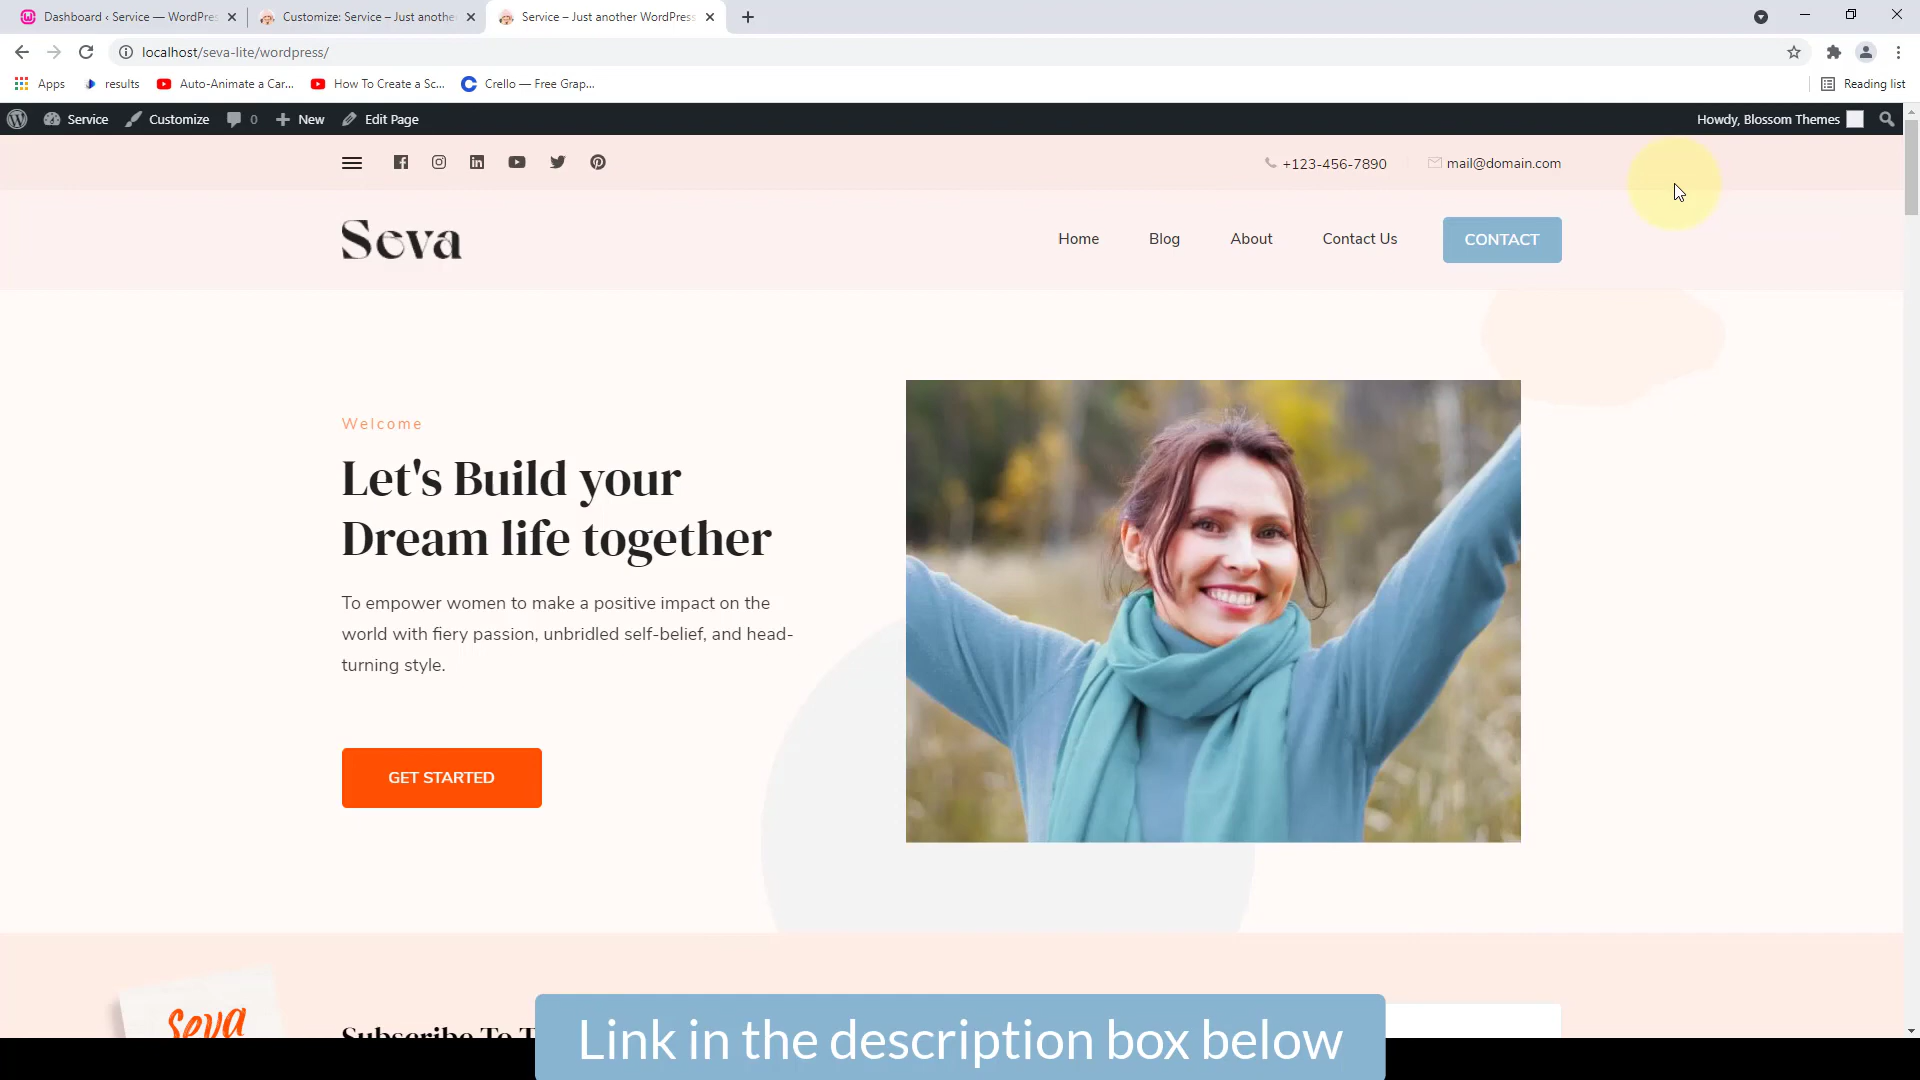 Dashboard ‹ Service — WordPres
Customize: Service – Just anothe
Service – Just another WordPress
localhost/seva-lite/wordpress/
Apps
results
Auto-Animate a Car...
How To Create a Sc...
Crello — Free Grap...
Reading list
Service
Customize
0
New
Edit Page
Howdy, Blossom Themes
+123-456-7890
mail@domain.com
Seva
Home
Blog
About
Contact Us
CONTACT
Welcome
Let's Build your
Dream life together
To empower women to make a positive impact on the
world with fiery passion, unbridled self-belief, and head-
turning style.
GET STARTED
seva
Subscribe To T
Link in the description box below